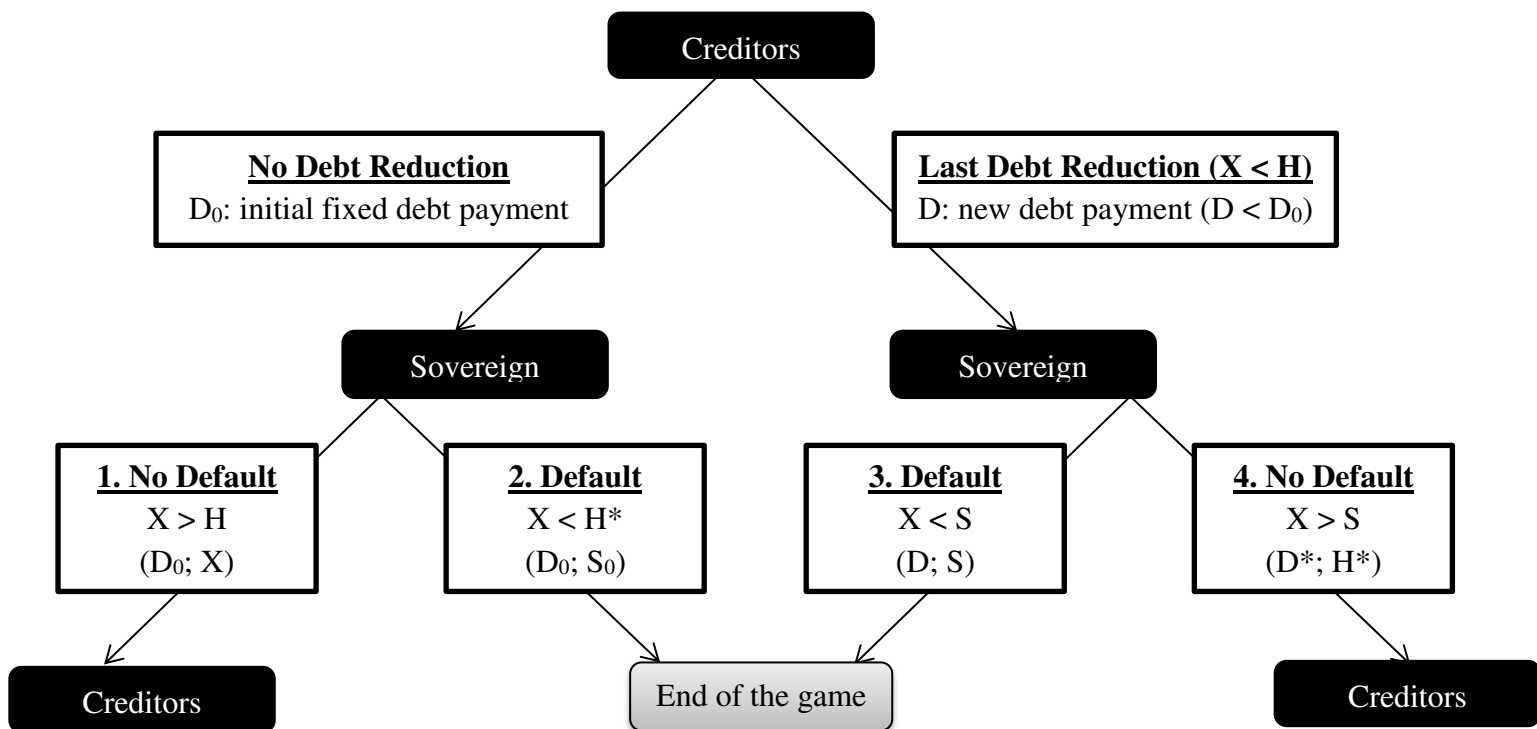 Creditors
No Debt Reduction
D₀: initial fixed debt payment
Last Debt Reduction (X < H)
D: new debt payment (D < D₀)
Sovereign
Sovereign
1. No Default
X > H
(D₀; X)
2. Default
X < H*
(D₀; S₀)
3. Default
X < S
(D; S)
4. No Default
X > S
(D*; H*)
Creditors
End of the game
Creditors